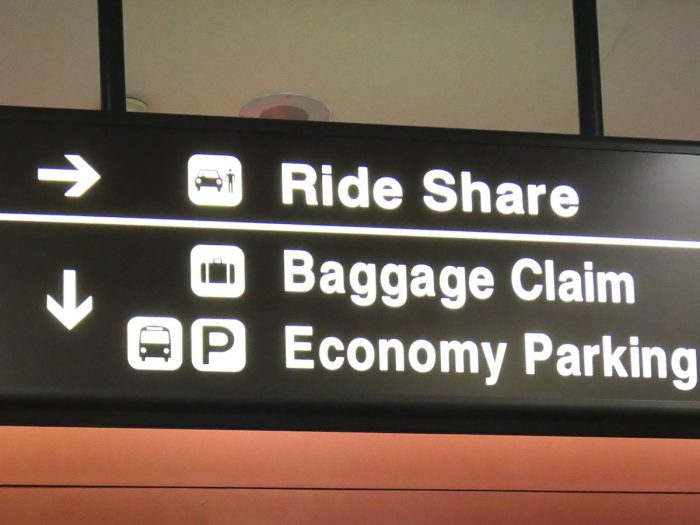 Ride Share
Baggage Claim
P Economy Parking